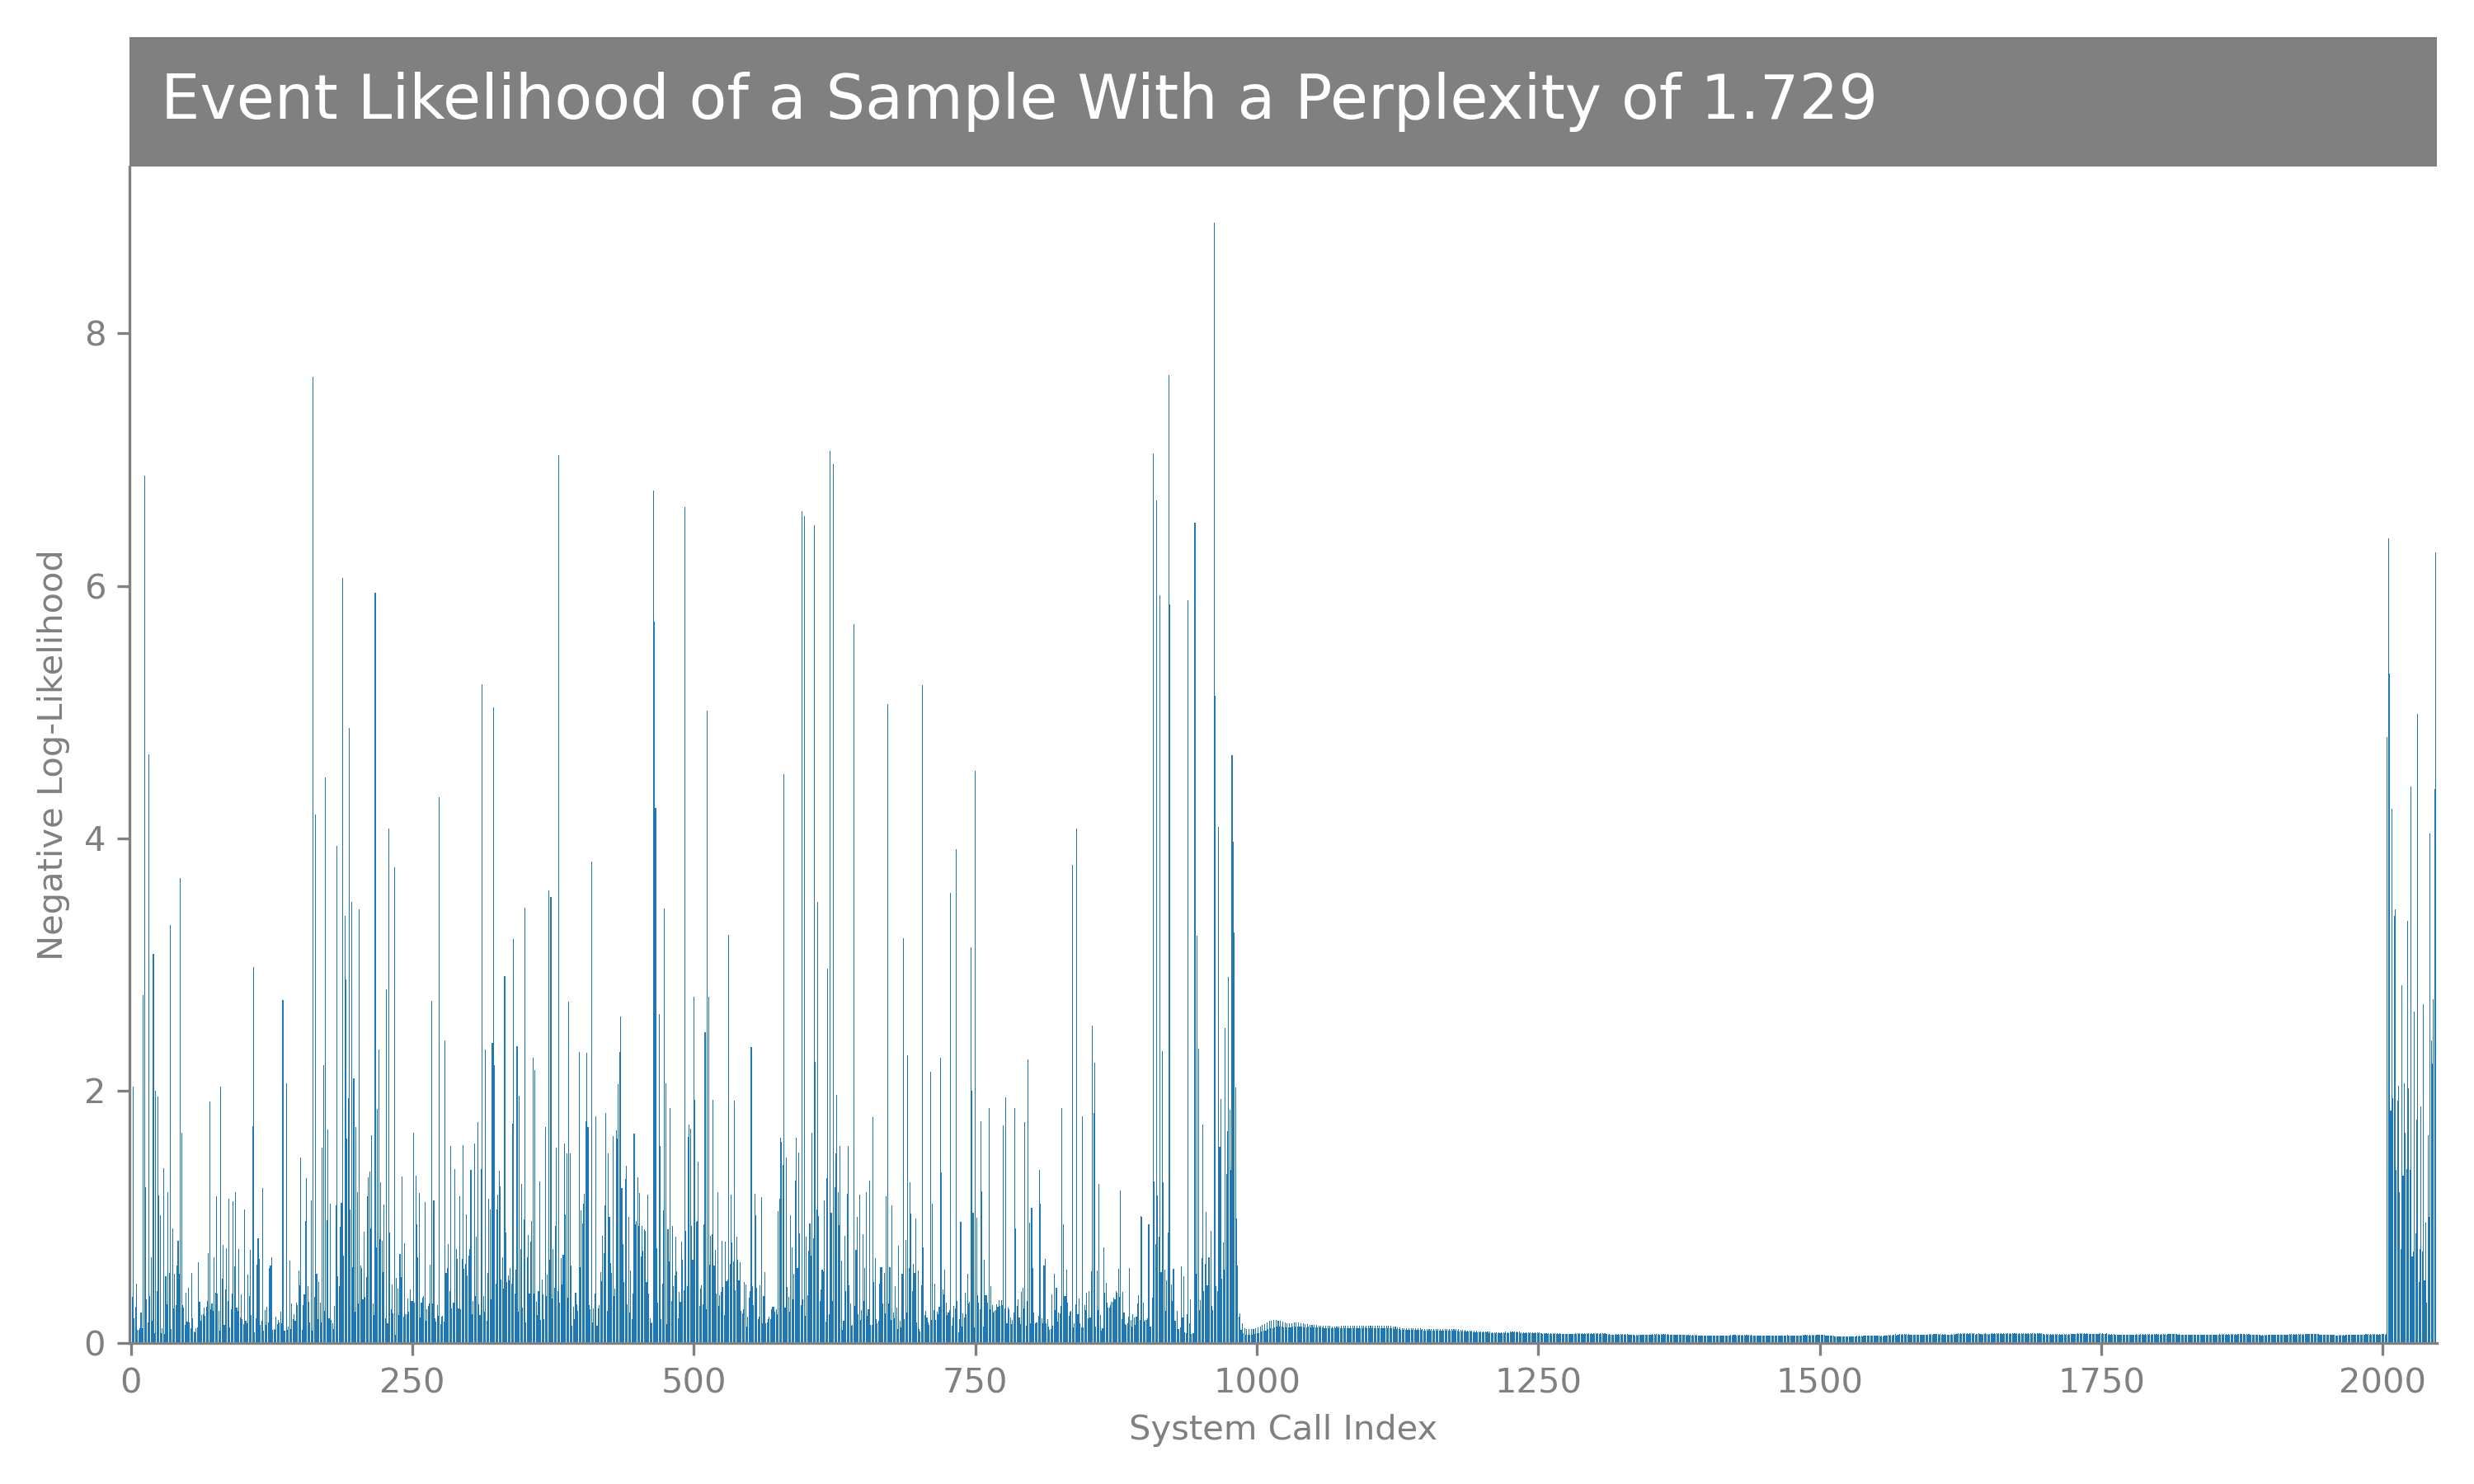 Event Likelihood of a Sample With a Perplexity of 1.729
Negative Log-Likelihood
8
6
4
2
0
0 250 500 750 1000 1250 1500 1750 2000
System Call Index